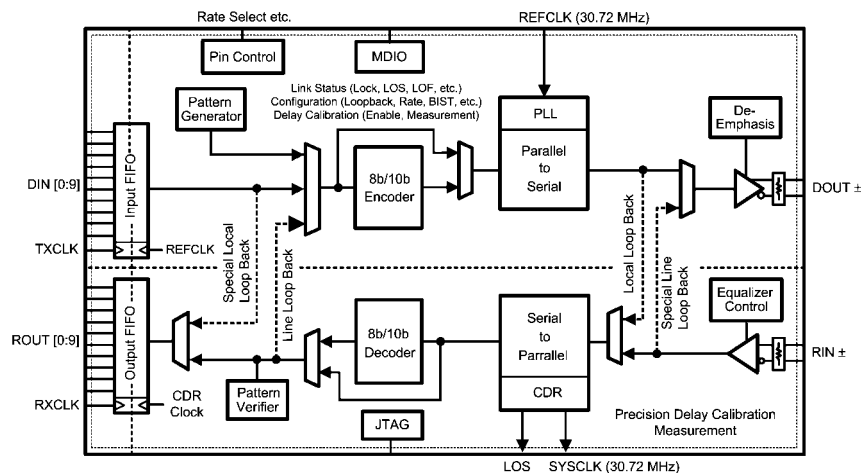 Rate Select etc.
REFCLK (30.72 MHz)
Pin Control
MDIO
Link Status (Lock, LOS, LOF, etc.)
Configuration (Loopback, Rate, BIST, etc.)
Delay Calibration (Enable, Measurement)
Pattern
Generator
PLL
De-
Emphasis
Input FIFO
8b/10b
Encoder
Parallel
to
Serial
DIN [0:9]
DOUT ±
TXCLK
REFCLK
Special Local
Loop Back
Line Loop Back
Local Loop Back
Special Line
Loop Back
Output FIFO
8b/10b
Decoder
Serial
to
Parrallel
Equalizer
Control
ROUT [0:9]
RIN ±
CDR
Clock
Pattern
Verifier
CDR
RXCLK
JTAG
Precision Delay Calibration
Measurement
LOS
SYSCLK (30.72 MHz)